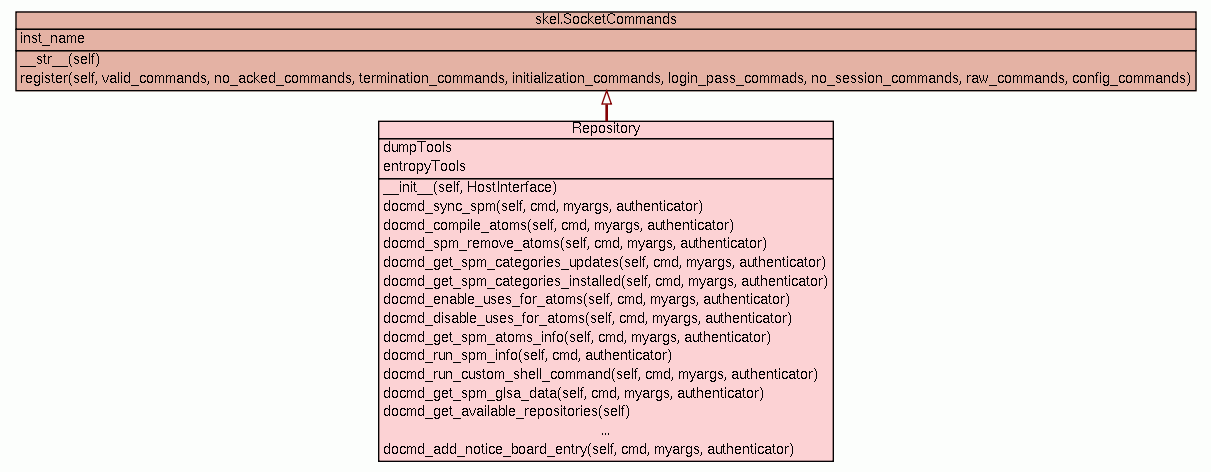 skel.SocketCommands
inst_name
__str__(self)
register(self, valid_commands, no_acked_commands, termination_commands, initialization_commands, login_pass_commads, no_session_commands, raw_commands, config_commands)
Repository
dumpTools
entropyTools
__init__(self, HostInterface)
docmd_sync_spm(self, cmd, myargs, authenticator)
docmd_compile_atoms(self, cmd, myargs, authenticator)
docmd_spm_remove_atoms(self, cmd, myargs, authenticator)
docmd_get_spm_categories_updates(self, cmd, myargs, authenticator)
docmd_get_spm_categories_installed(self, cmd, myargs, authenticator)
docmd_enable_uses_for_atoms(self, cmd, myargs, authenticator)
docmd_disable_uses_for_atoms(self, cmd, myargs, authenticator)
docmd_get_spm_atoms_info(self, cmd, myargs, authenticator)
docmd_run_spm_info(self, cmd, authenticator)
docmd_run_custom_shell_command(self, cmd, myargs, authenticator)
docmd_get_spm_glsa_data(self, cmd, myargs, authenticator)
docmd_get_available_repositories(self)
...
docmd_add_notice_board_entry(self, cmd, myargs, authenticator)